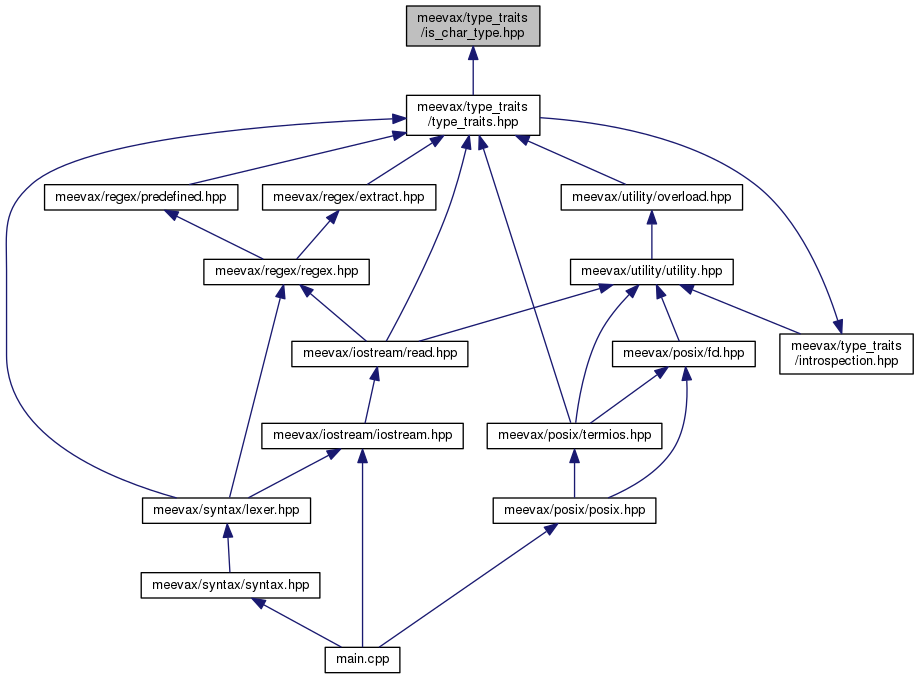 meevax/type_traits
/is_char_type.hpp
meevax/type_traits
/type_traits.hpp
meevax/regex/predefined.hpp
meevax/regex/extract.hpp
meevax/utility/overload.hpp
meevax/regex/regex.hpp
meevax/utility/utility.hpp
meevax/iostream/read.hpp
meevax/posix/fd.hpp
meevax/type_traits
/introspection.hpp
meevax/iostream/iostream.hpp
meevax/posix/termios.hpp
meevax/syntax/lexer.hpp
meevax/posix/posix.hpp
meevax/syntax/syntax.hpp
main.cpp